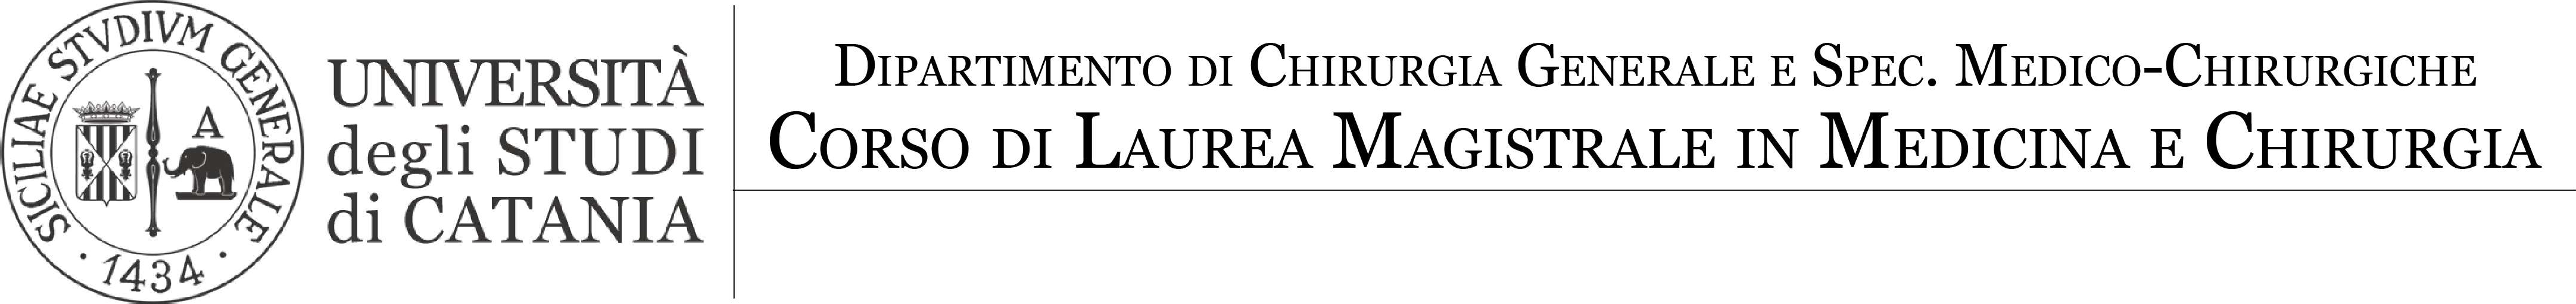 SICILIAE STVDIVM GENERALE
1434
A
UNIVERSITÀ
degli STUDI
di CATANIA
Dipartimento di Chirurgia Generale e Spec. Medico-Chirurgiche
Corso di Laurea Magistrale in Medicina e Chirurgia